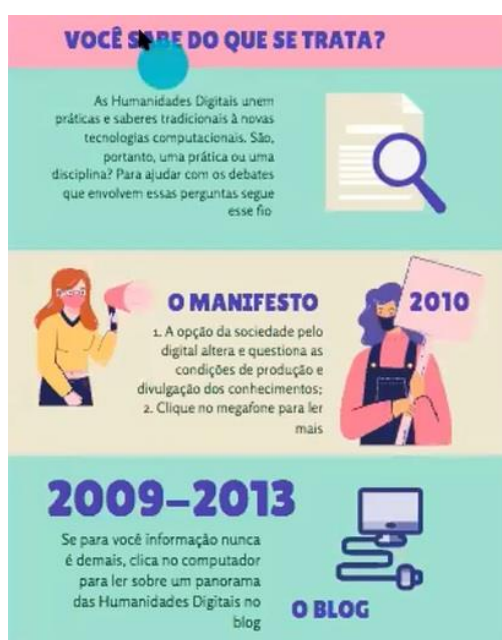 VOCÊ SABE DO QUE SE TRATA?
As Humanidades Digitais unem
práticas e saberes tradicionais à novas
tecnologias computacionais. São,
portanto, uma prática ou uma
disciplina? Para ajudar com os debates
que envolvem essas perguntas segue
esse fio
O MANIFESTO
2010
1. A opção da sociedade pelo
digital altera e questiona as
condições de produção e
divulgação dos conhecimentos;
2. Clique no megafone para ler
mais
2009-2013
Se para você informação nunca
é demais, clica no computador
para ler sobre um panorama
das Humanidades Digitais no
blog
O BLOG